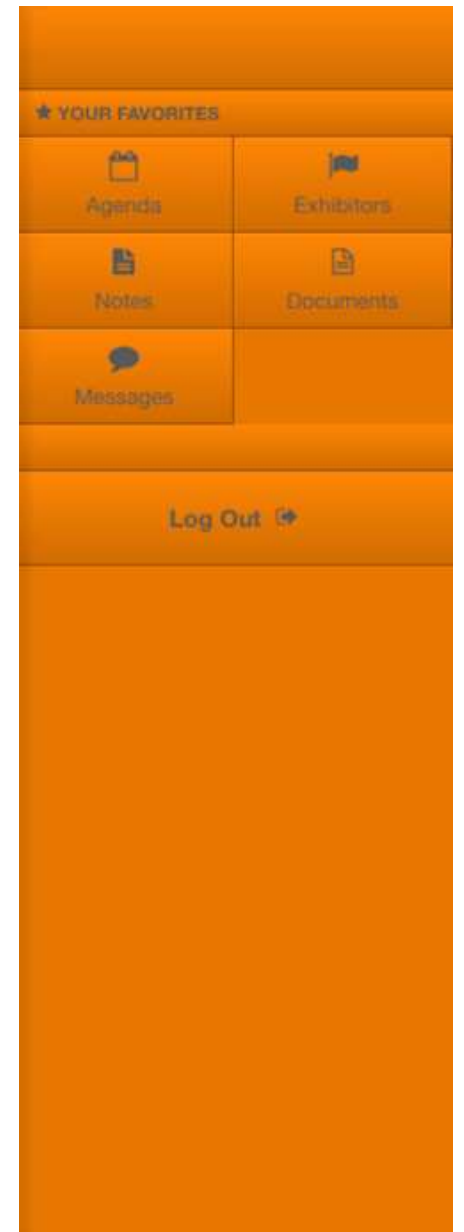 YOUR FAVORITES
Agenda Exhibitors
Notes Documents
Messages
Log Out